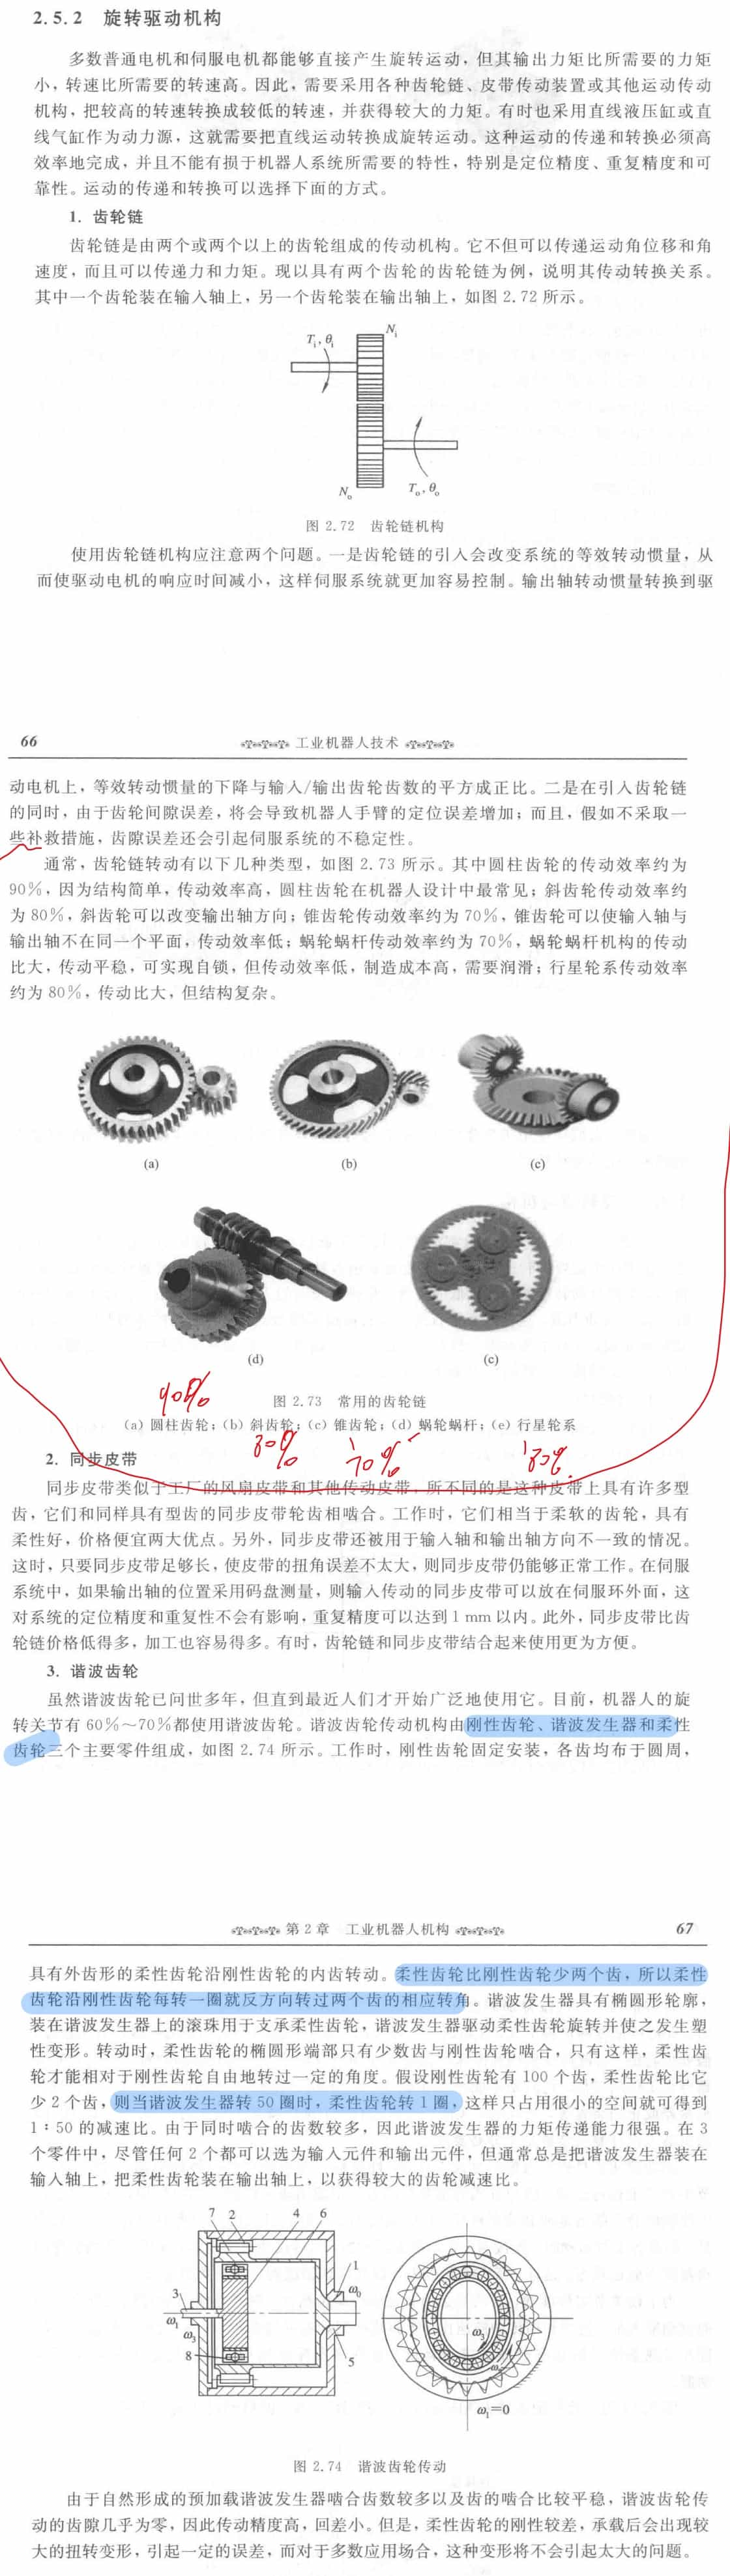 2.5.2 旋转驱动机构
多数普通电机和伺服电机都能够直接产生旋转运动，但其输出力矩比所需要的力矩
小，转速比所需要的转速高。因此，需要采用各种齿轮链、皮带传动装置或其他运动传动
机构，把较高的转速转换成较低的转速，并获得较大的力矩。有时也采用直线液压缸或直
线气缸作为动力源，这就需要把直线运动转换成旋转运动。这种运动的传递和转换必须高
效率地完成，并且不能有损于机器人系统所需要的特性，特别是定位精度、重复精度和可
靠性。运动的传递和转换可以选择下面的方式。
1. 齿轮链
齿轮链是由两个或两个以上的齿轮组成的传动机构。它不但可以传递运动角位移和角
速度，而且可以传递力和力矩。现以具有两个齿轮的齿轮链为例，说明其传动转换关系。
其中一个齿轮装在输入轴上，另一个齿轮装在输出轴上，如图 2.72 所示。
Ni
Ti, θi
No
To, θo
图 2.72 齿轮链机构
使用齿轮链机构应注意两个问题。一是齿轮链的引入会改变系统的等效转动惯量，从
而使驱动电机的响应时间减小，这样伺服系统就更加容易控制。输出轴转动惯量转换到驱
66 工业机器人技术
动电机上，等效转动惯量的下降与输入/输出齿轮齿数的平方成正比。二是在引入齿轮链
的同时，由于齿轮间隙误差，将会导致机器人手臂的定位误差增加；而且，假如不采取一
些补救措施，齿隙误差还会引起伺服系统的不稳定性。
通常，齿轮链转动有以下几种类型，如图 2.73 所示。其中圆柱齿轮的传动效率约为
90%，因为结构简单，传动效率高，圆柱齿轮在机器人设计中最常见；斜齿轮传动效率约
为 80%，斜齿轮可以改变输出轴方向；锥齿轮传动效率约为 70%，锥齿轮可以使输入轴与
输出轴不在同一个平面，传动效率低；蜗轮蜗杆传动效率约为 70%，蜗轮蜗杆机构的传动
比大，传动平稳，可实现自锁，但传动效率低，制造成本高，需要润滑；行星轮系传动效率
约为 80%，传动比大，但结构复杂。
(a) (b) (c)
(d) (e)
90%
图 2.73 常用的齿轮链
(a) 圆柱齿轮；(b) 斜齿轮；(c) 锥齿轮；(d) 蜗轮蜗杆；(e) 行星轮系
80% 70% 80%
2. 同步皮带
同步皮带类似于工厂的风扇皮带和其他传动皮带，所不同的是这种皮带上具有许多型
齿，它们和同样具有型齿的同步皮带轮齿相啮合。工作时，它们相当于柔软的齿轮，具有
柔性好，价格便宜两大优点。另外，同步皮带还被用于输入轴和输出轴方向不一致的情况。
这时，只要同步皮带足够长，使皮带的扭角误差不太大，则同步皮带仍能够正常工作。在伺服
系统中，如果输出轴的位置采用码盘测量，则输入传动的同步皮带可以放在伺服环外面，这
对系统的定位精度和重复性不会有影响，重复精度可以达到 1 mm 以内。此外，同步皮带比齿
轮链价格低得多，加工也容易得多。有时，齿轮链和同步皮带结合起来使用更为方便。
3. 谐波齿轮
虽然谐波齿轮已问世多年，但直到最近人们才开始广泛地使用它。目前，机器人的旋
转关节有 60%～70%都使用谐波齿轮。谐波齿轮传动机构由刚性齿轮、谐波发生器和柔性
齿轮三个主要零件组成，如图 2.74 所示。工作时，刚性齿轮固定安装，各齿均布于圆周，
第 2 章 工业机器人机构 67
具有外齿形的柔性齿轮沿刚性齿轮的内齿转动。柔性齿轮比刚性齿轮少两个齿，所以柔性
齿轮沿刚性齿轮每转一圈就反方向转过两个齿的相应转角。谐波发生器具有椭圆形轮廓，
装在谐波发生器上的滚珠用于支承柔性齿轮，谐波发生器驱动柔性齿轮旋转并使之发生塑
性变形。转动时，柔性齿轮的椭圆形端部只有少数齿与刚性齿轮啮合，只有这样，柔性齿
轮才能相对于刚性齿轮自由地转过一定的角度。假设刚性齿轮有 100 个齿，柔性齿轮比它
少 2 个齿，则当谐波发生器转 50 圈时，柔性齿轮转 1 圈，这样只占用很小的空间就可得到
1：50 的减速比。由于同时啮合的齿数较多，因此谐波发生器的力矩传递能力很强。在 3
个零件中，尽管任何 2 个都可以选为输入元件和输出元件，但通常总是把谐波发生器装在
输入轴上，把柔性齿轮装在输出轴上，以获得较大的齿轮减速比。
7 2 4 6
1
3 ω0
ω1
ω3 ω3
8 5
ω1=0
图 2.74 谐波齿轮传动
由于自然形成的预加载谐波发生器啮合齿数较多以及齿的啮合比较平稳，谐波齿轮传
动的齿隙几乎为零，因此传动精度高，回差小。但是，柔性齿轮的刚性较差，承载后会出现较
大的扭转变形，引起一定的误差，而对于多数应用场合，这种变形将不会引起太大的问题。